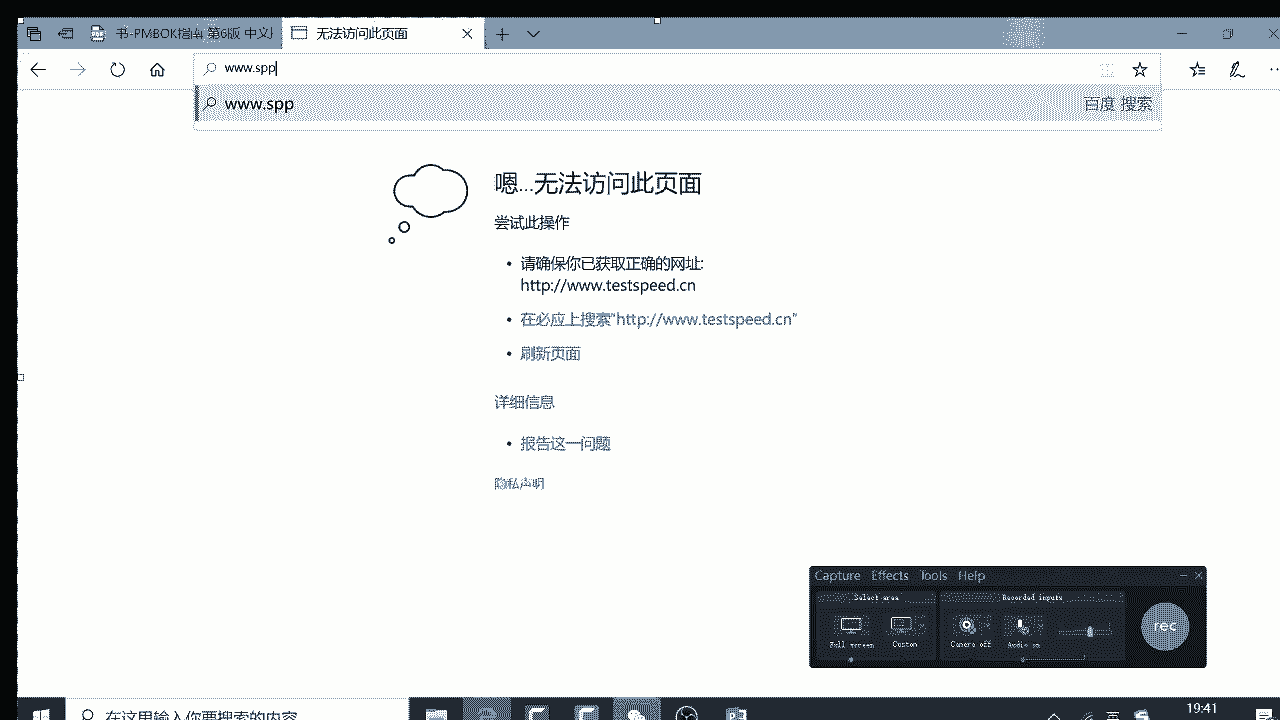 书-PMBOK指南 第6版 中文
无法访问此页面
www.spp
www.spp
百度 搜索
嗯...无法访问此页面
尝试此操作
• 请确保你已获取正确的网址:
http://www.testspeed.cn
• 在必应上搜索"http://www.testspeed.cn"
• 刷新页面
详细信息
• 报告这一问题
隐私声明
Capture Effects Tools Help
Select area
Recorded inputs
Full screen
Custom
Camera off
Audio on
rec
在这里输入你要搜索的内容
英
19:41